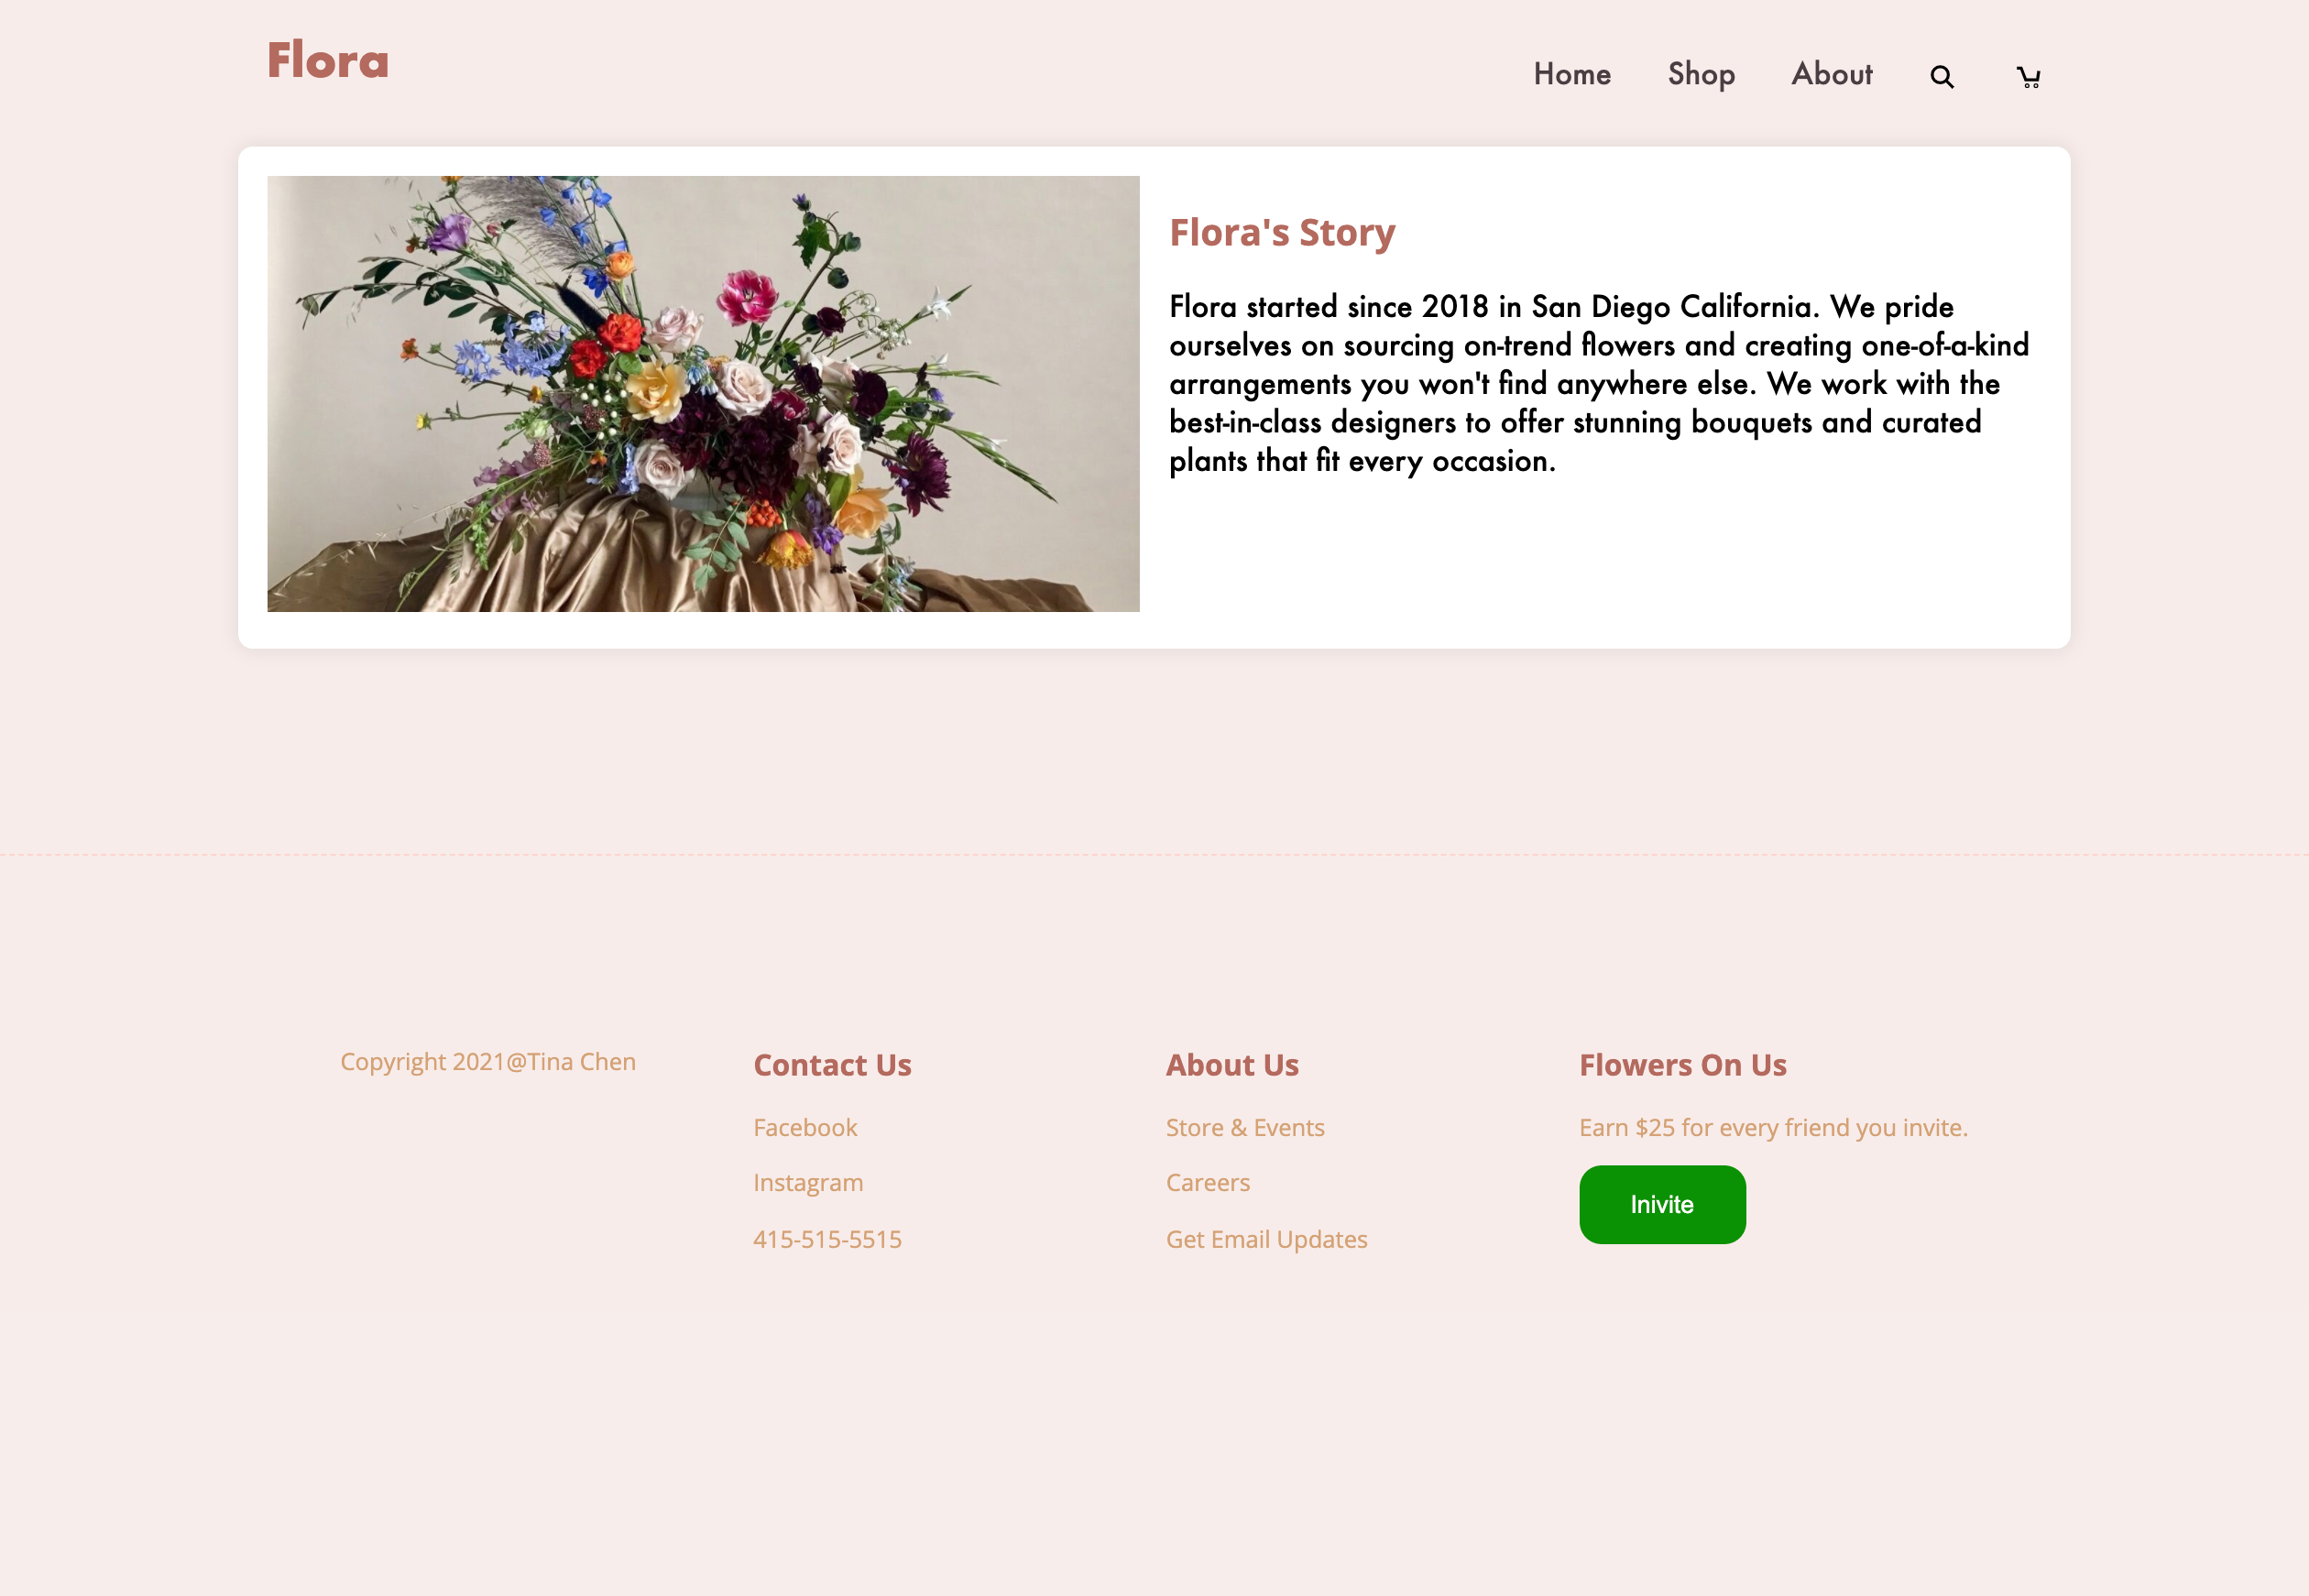 Flora
Home Shop About
Flora's Story
Flora started since 2018 in San Diego California. We pride
ourselves on sourcing on-trend flowers and creating one-of-a-kind
arrangements you won't find anywhere else. We work with the
best-in-class designers to offer stunning bouquets and curated
plants that fit every occasion.
Copyright 2021@Tina Chen
Contact Us
Facebook
Instagram
415-515-5515
About Us
Store & Events
Careers
Get Email Updates
Flowers On Us
Earn $25 for every friend you invite.
Inivite